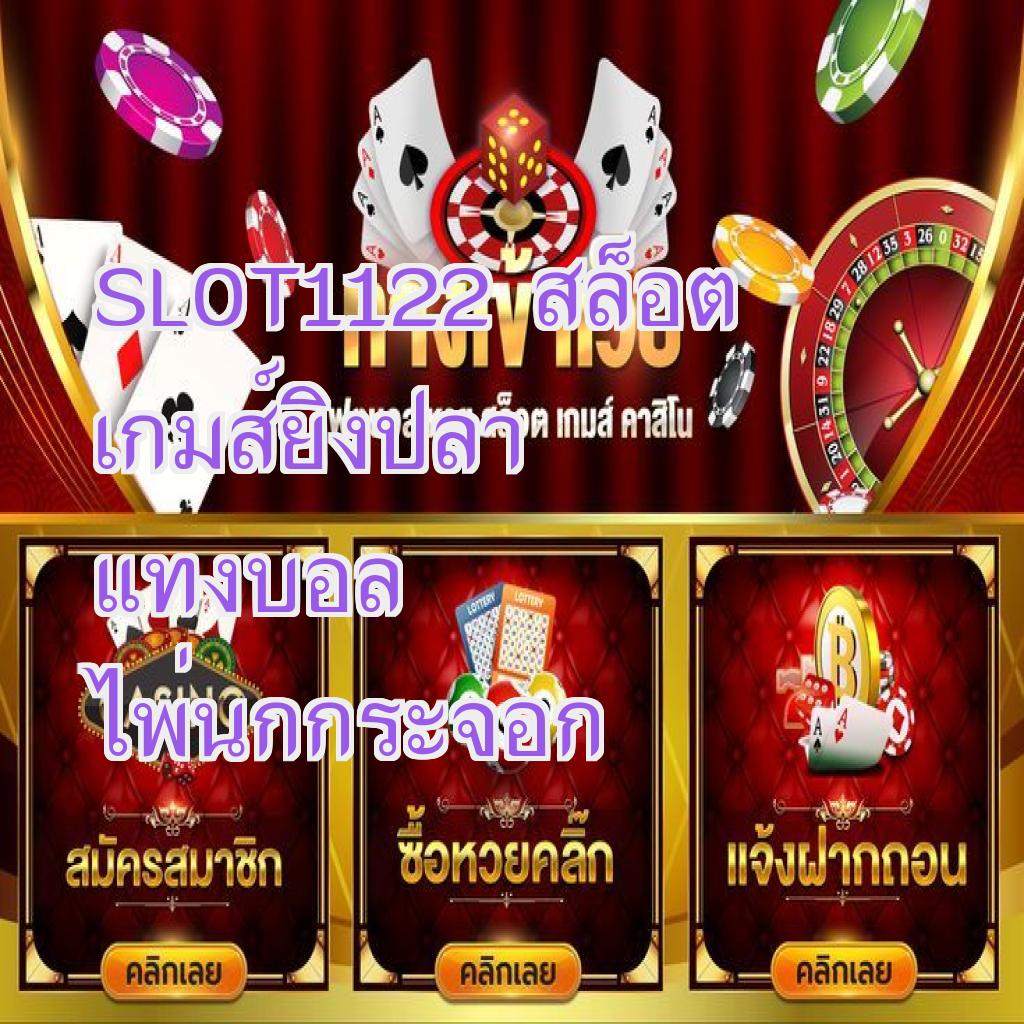 SLOT1122 สล็อต
เกมส์ยิงปลา
สล็อต เกมส์ คาสิโน
แทงบอล
ไพ่นกกระจอก
LOTTERY
LOTTERY
สมัครสมาชิก
ซื้อหวยคลิ๊ก
แจ้งฝากถอน
คลิกเลย
คลิกเลย
คลิกเลย